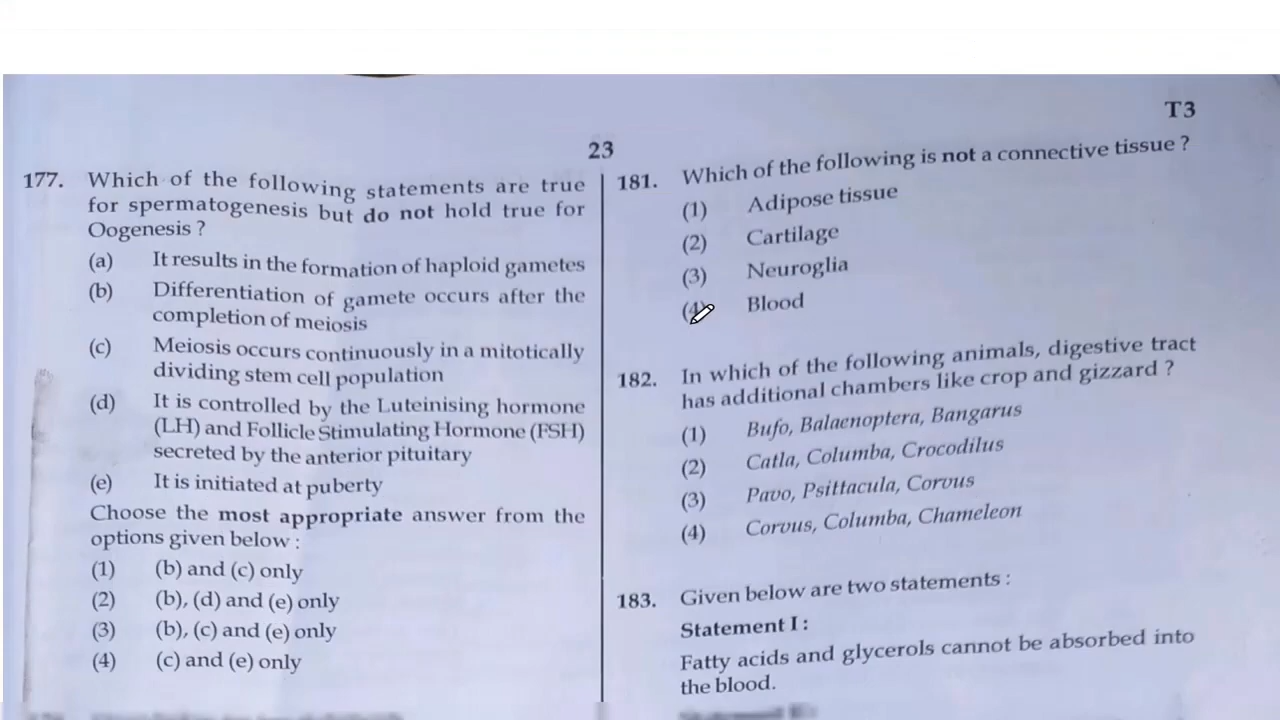 T3
23
177. Which of the following statements are true
for spermatogenesis but do not hold true for
Oogenesis ?
(a) It results in the formation of haploid gametes
(b) Differentiation of gamete occurs after the
completion of meiosis
(c) Meiosis occurs continuously in a mitotically
dividing stem cell population
(d) It is controlled by the Luteinising hormone
(LH) and Follicle Stimulating Hormone (FSH)
secreted by the anterior pituitary
(e) It is initiated at puberty
Choose the most appropriate answer from the
options given below :
(1) (b) and (c) only
(2) (b), (d) and (e) only
(3) (b), (c) and (e) only
(4) (c) and (e) only
181. Which of the following is not a connective tissue ?
(1) Adipose tissue
(2) Cartilage
(3) Neuroglia
(4) Blood
182. In which of the following animals, digestive tract
has additional chambers like crop and gizzard ?
(1) Bufo, Balaenoptera, Bangarus
(2) Catla, Columba, Crocodilus
(3) Pavo, Psittacula, Corvus
(4) Corvus, Columba, Chameleon
183. Given below are two statements :
Statement I :
Fatty acids and glycerols cannot be absorbed into
the blood.